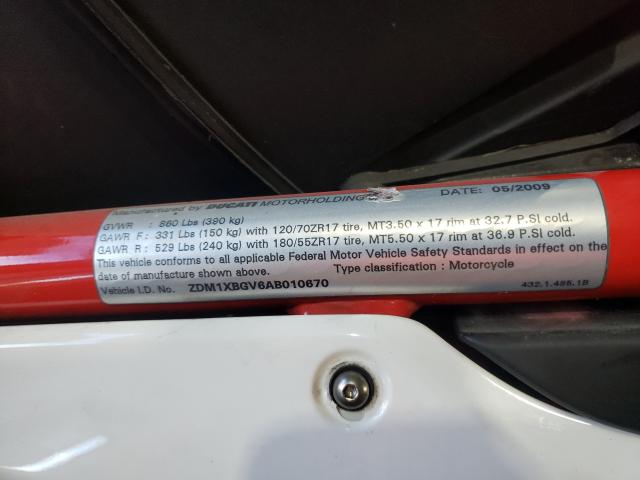 Manufactured by DUCATI MOTORHOLDING DATE: 05/2009
GVWR : 860 Lbs (390 kg)
GAWR F : 331 Lbs (150 kg) with 120/70ZR17 tire, MT3.50 x 17 rim at 32.7 P.SI cold.
GAWR R : 529 Lbs (240 kg) with 180/55ZR17 tire, MT5.50 x 17 rim at 36.9 P.SI cold.
This vehicle conforms to all applicable Federal Motor Vehicle Safety Standards in effect on the
date of manufacture shown above. Type classification : Motorcycle
Vehicle I.D. No. ZDM1XBGV6AB010670 432.1.485.1B